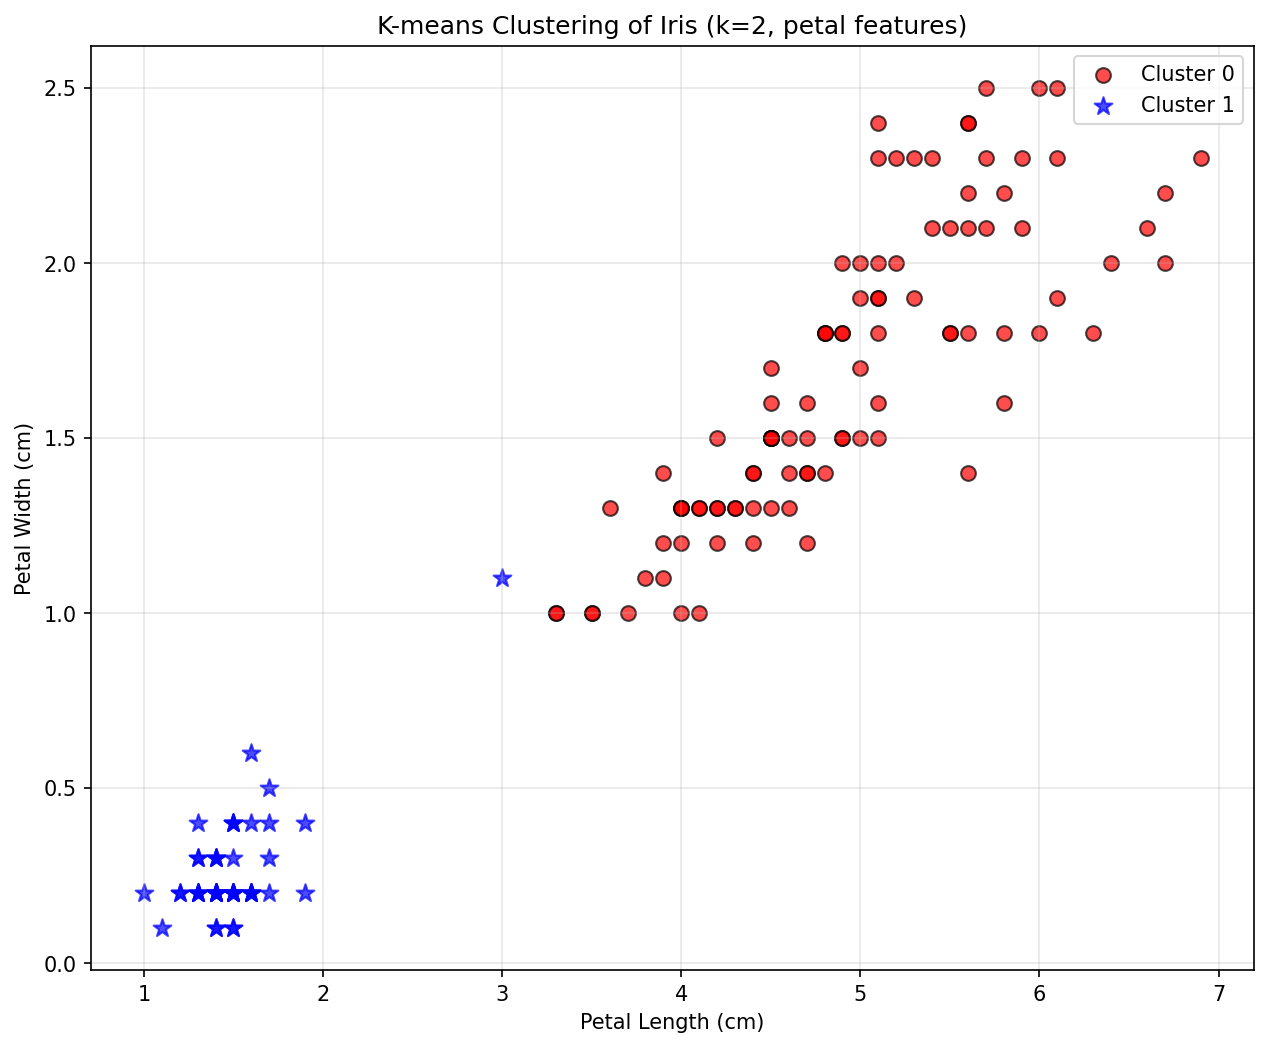 K-means Clustering of Iris (k=2, petal features)
Cluster 0
Cluster 1
2.5
2.0
1.5
1.0
0.5
0.0
Petal Width (cm)
1 2 3 4 5 6 7
Petal Length (cm)